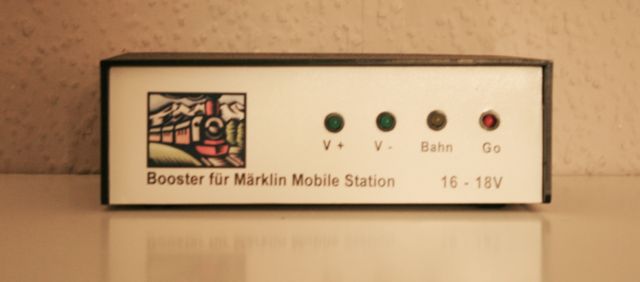 V + V - Bahn Go
Booster für Märklin Mobile Station 16 - 18V